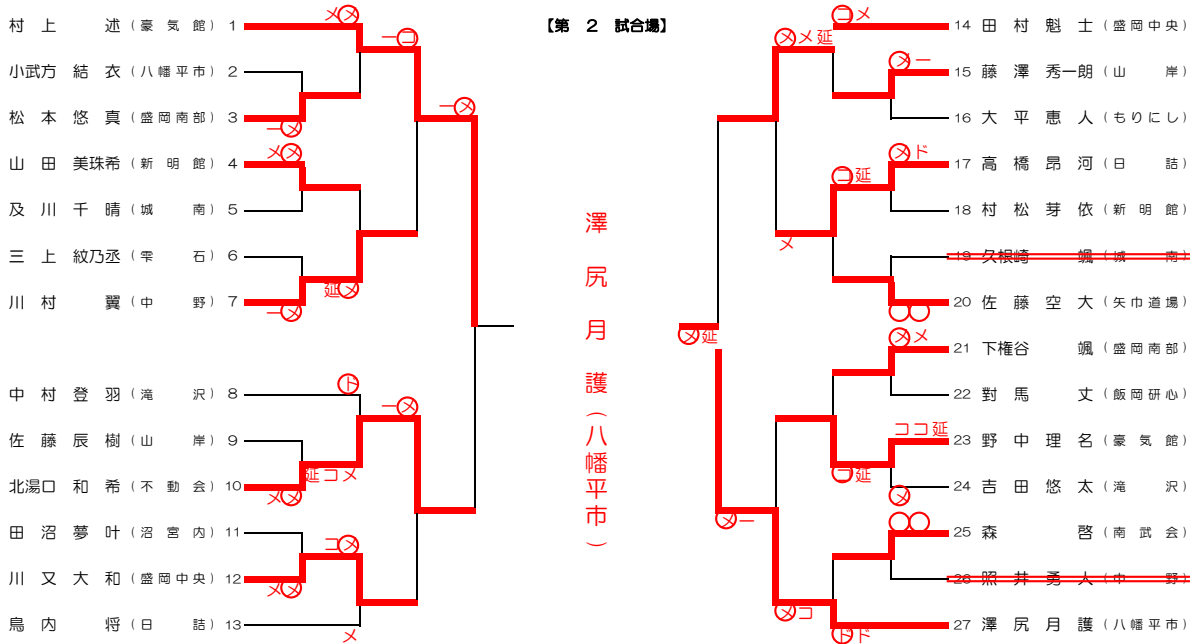 【第 2 試合場】
村上 述 (豪気館) 1
メメ
小武方 結衣 (八幡平市) 2
一コ
松本 悠真 (盛岡南部) 3
一メ
一メ
山田 美珠希 (新明館) 4
メメ
及川 千晴 (城南) 5
三上 紋乃丞 (雫石) 6
延メ
川村 翼 (中野) 7
一メ
中村 登羽 (滝沢) 8
ド
一メ
佐藤 辰樹 (山岸) 9
延コメ
北湯口 和希 (不動会) 10
メメ
田沼 夢叶 (沼宮内) 11
コメ
川又 大和 (盛岡中央) 12
メメ
鳥内 将 (日詰) 13
メ
澤尻月護(八幡平市)
コメ
14 田村 魁士 (盛岡中央)
メメ延
メー
15 藤澤 秀一朗 (山岸)
16 大平 恵人 (もりにし)
メド
17 高橋 昂河 (日詰)
コ延
18 村松 芽依 (新明館)
メ
19 久根崎 颯 (城南)
20 佐藤 空大 (矢巾道場)
〇〇
メ延
メメ
21 下権谷 颯 (盛岡南部)
22 對馬 丈 (飯岡研心)
ココ延
23 野中 理名 (豪気館)
コ延
24 吉田 悠太 (滝沢)
メ
〇〇
メー
25 森 啓 (南武会)
26 照井 勇人 (中野)
メコ
27 澤尻 月護 (八幡平市)
ドド